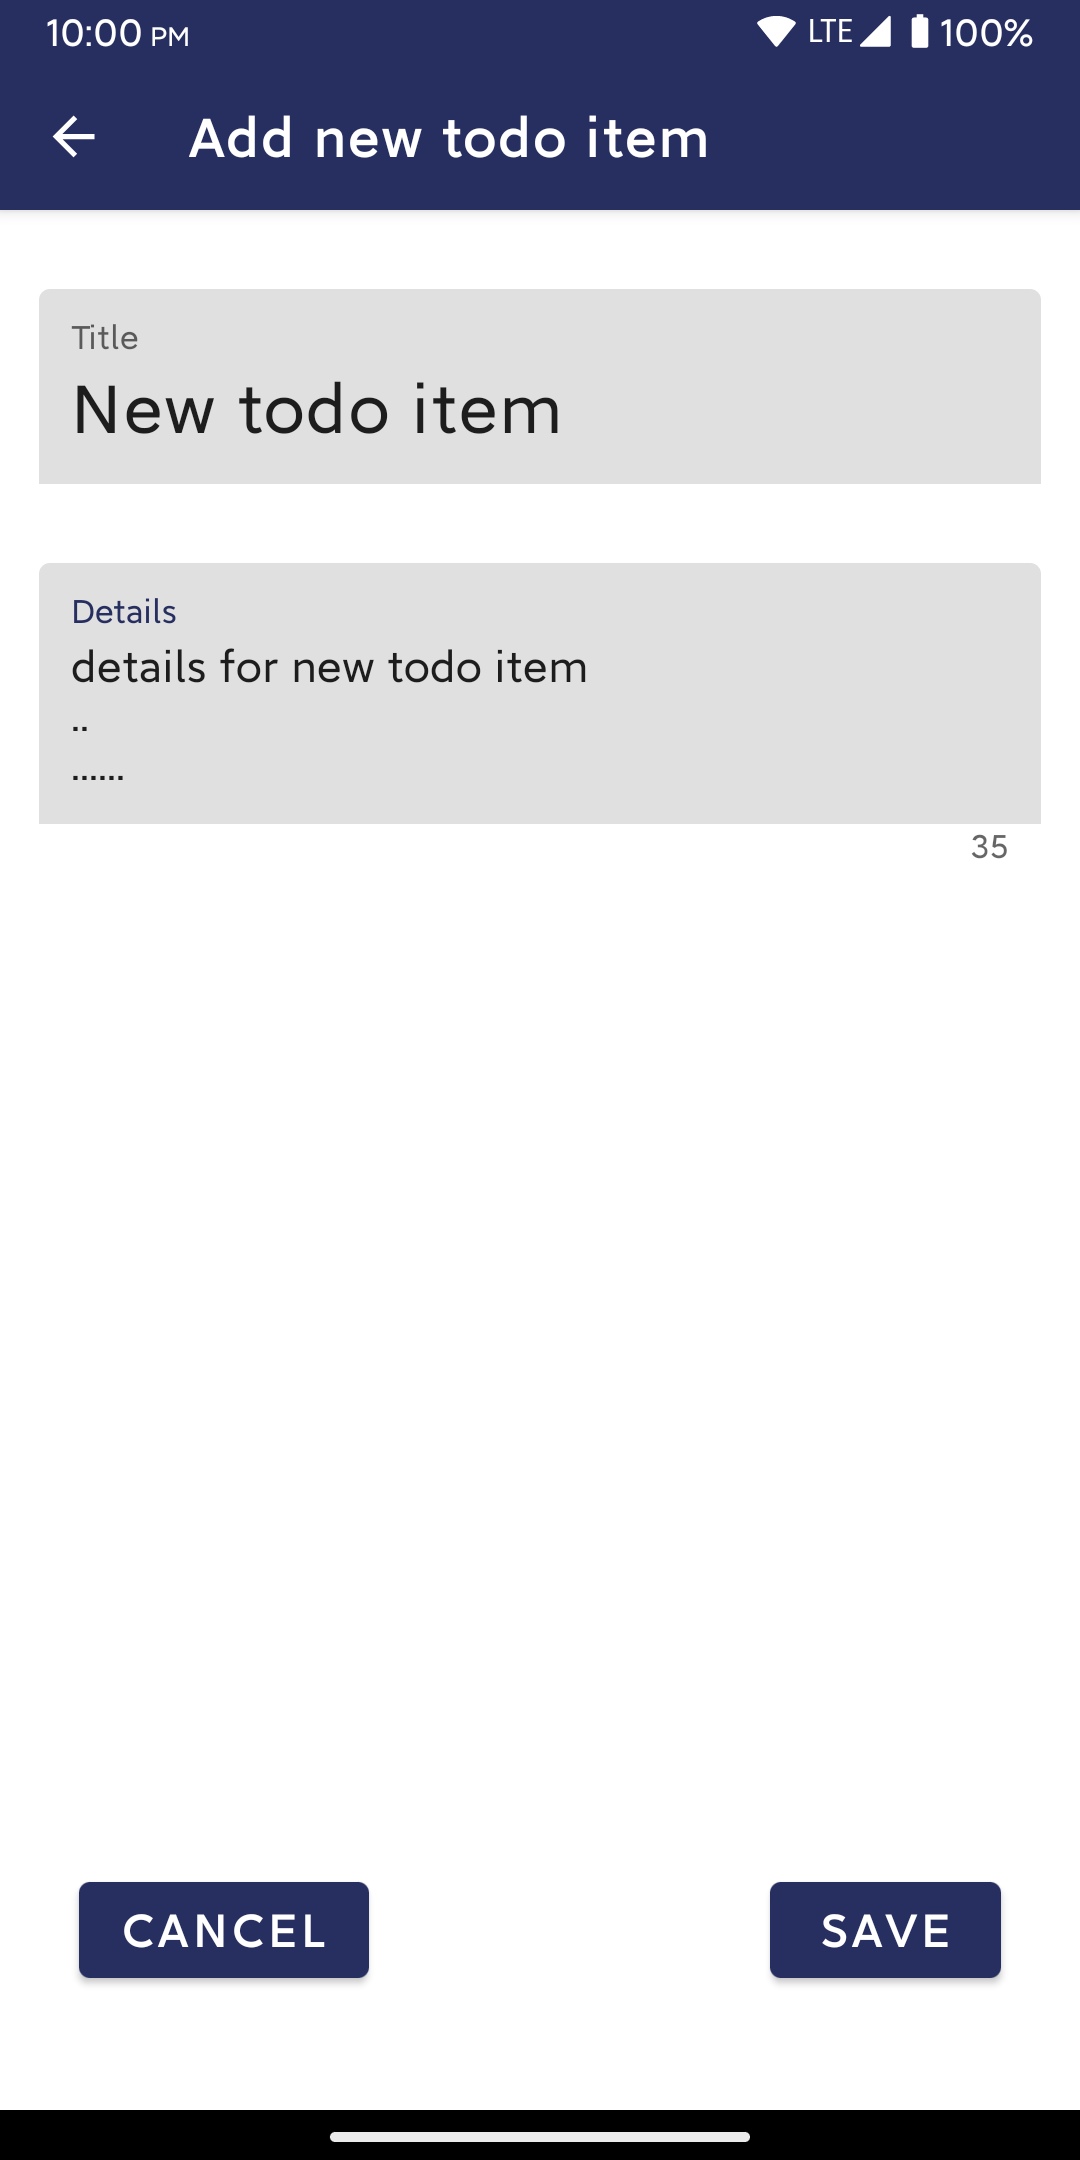 10:00 PM LTE 100%
Add new todo item
Title
New todo item
Details
details for new todo item
..
......
35
CANCEL SAVE